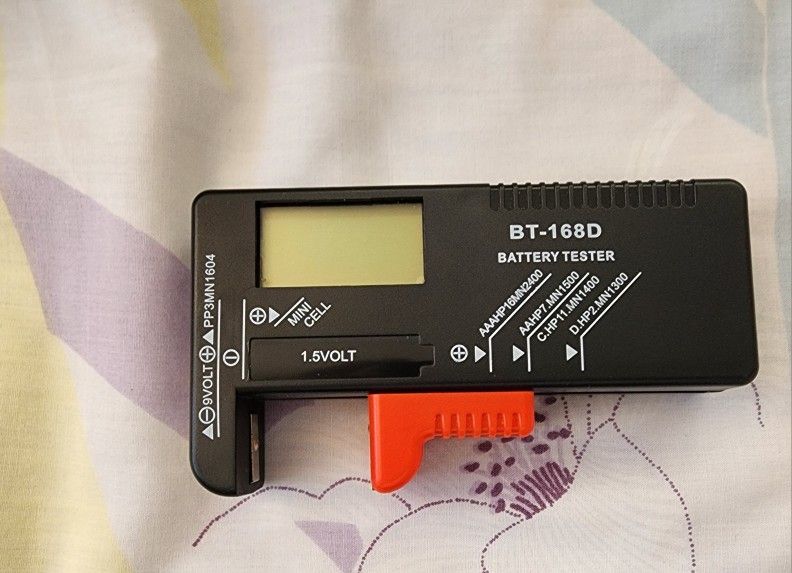 BT-168D
BATTERY TESTER
AAAHP16MN2400
AAHP7.MN1500
C.HP11.MN1400
D.HP2.MN1300
MINI
CELL
1.5VOLT
9VOLT
PP3MN1604